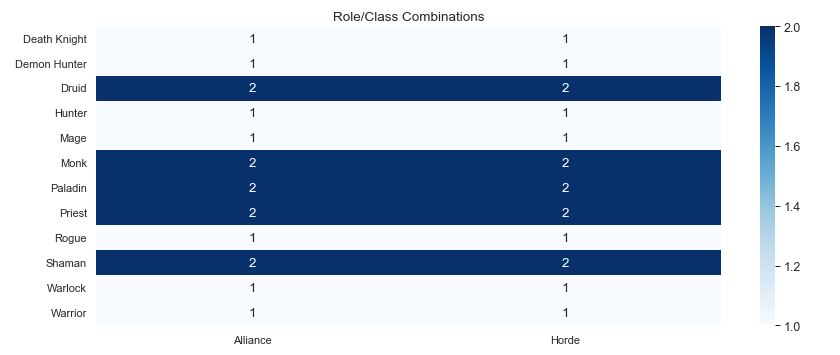 Role/Class Combinations
Death Knight 1 1
Demon Hunter 1 1
Druid 2 2
Hunter 1 1
Mage 1 1
Monk 2 2
Paladin 2 2
Priest 2 2
Rogue 1 1
Shaman 2 2
Warlock 1 1
Warrior 1 1
Alliance Horde
2.0
1.8
1.6
1.4
1.2
1.0